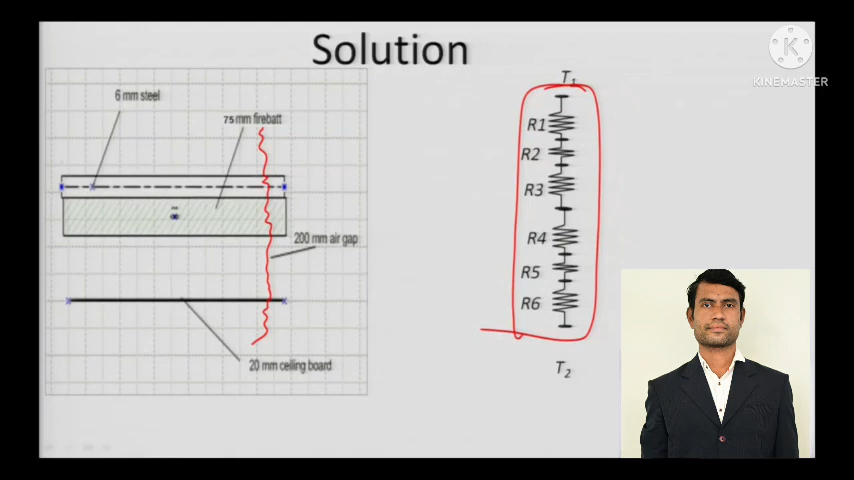 Solution
KINEMASTER
6 mm steel
75 mm firebatt
200 mm air gap
20 mm ceiling board
T1
R1
R2
R3
R4
R5
R6
T2